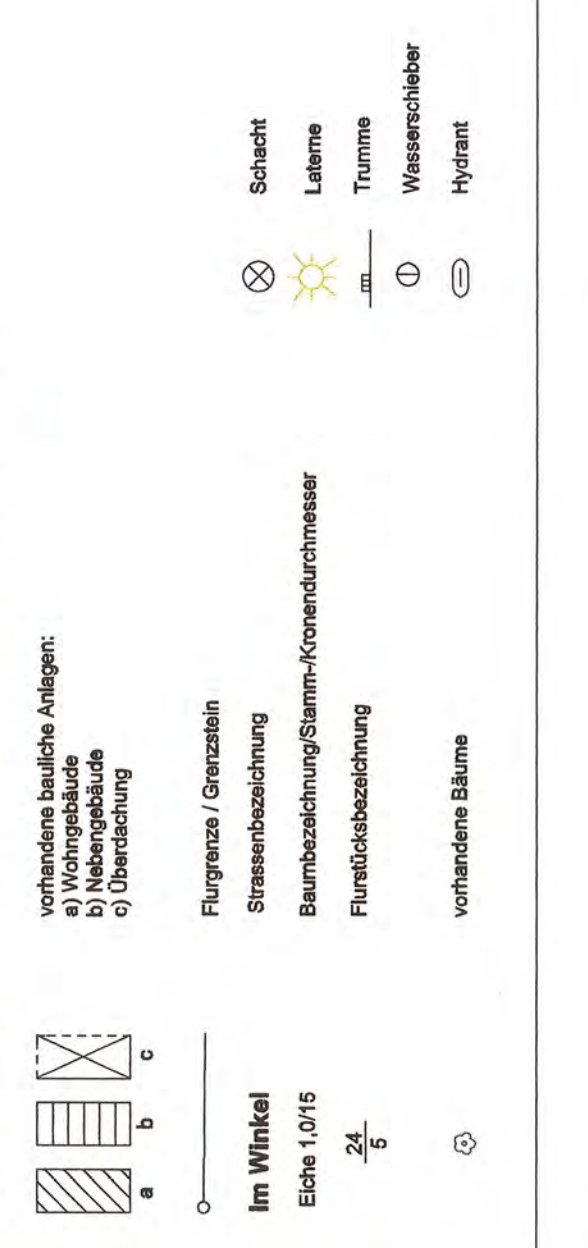 a b c
vorhandene bauliche Anlagen:
a) Wohngebäude
b) Nebengebäude
c) Überdachung
Flurgrenze / Grenzstein
Im Winkel
Strassenbezeichnung
Schacht
Eiche 1,0/15
Baumbezeichnung/Stamm-/Kronendurchmesser
Laterne
24
5
Flurstücksbezeichnung
Trumme
Wasserschieber
vorhandene Bäume
Hydrant